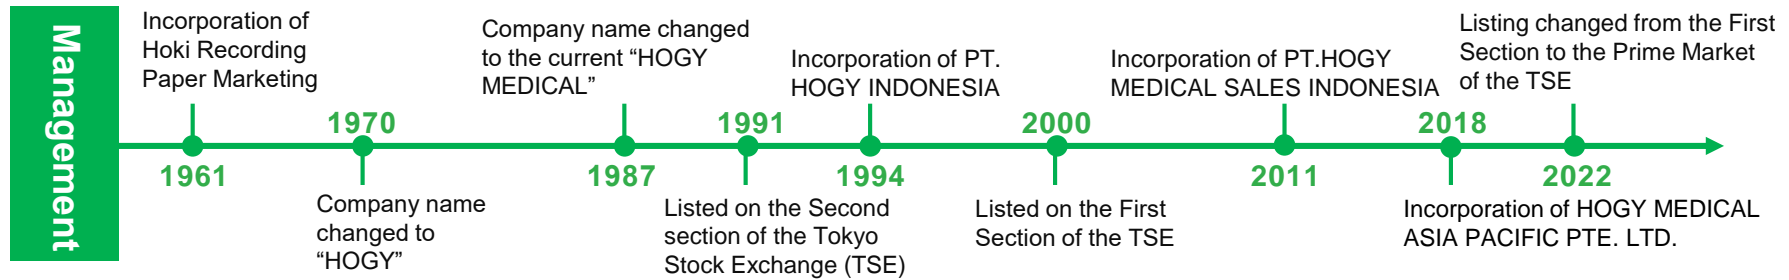 Management
Incorporation of
Hoki Recording
Paper Marketing
1961
1970
Company name
changed to
“HOGY”
Company name changed
to the current “HOGY
MEDICAL”
1987
1991
Listed on the Second
section of the Tokyo
Stock Exchange (TSE)
Incorporation of PT.
HOGY INDONESIA
1994
2000
Listed on the First
Section of the TSE
Incorporation of PT.HOGY
MEDICAL SALES INDONESIA
2011
2018
Incorporation of HOGY MEDICAL
ASIA PACIFIC PTE. LTD.
Listing changed from the First
Section to the Prime Market
of the TSE
2022